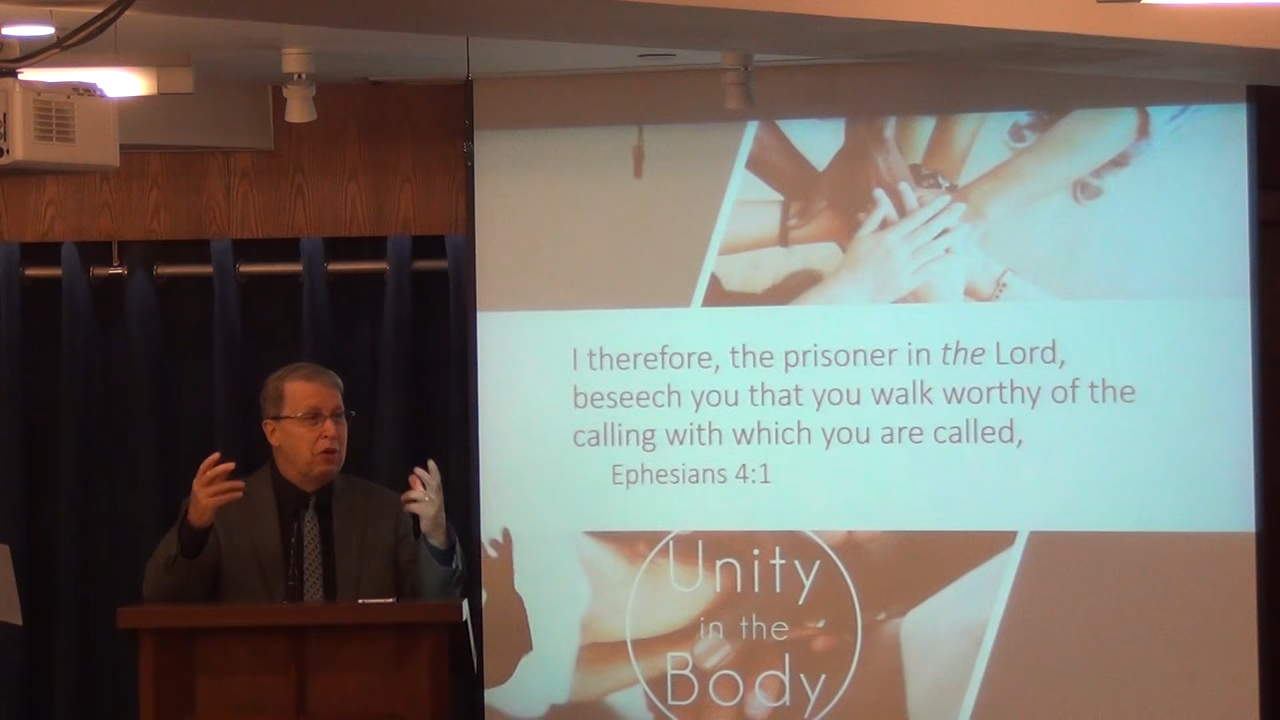 I therefore, the prisoner in the Lord,
beseech you that you walk worthy of the
calling with which you are called,
Ephesians 4:1
Unity
in the
Body